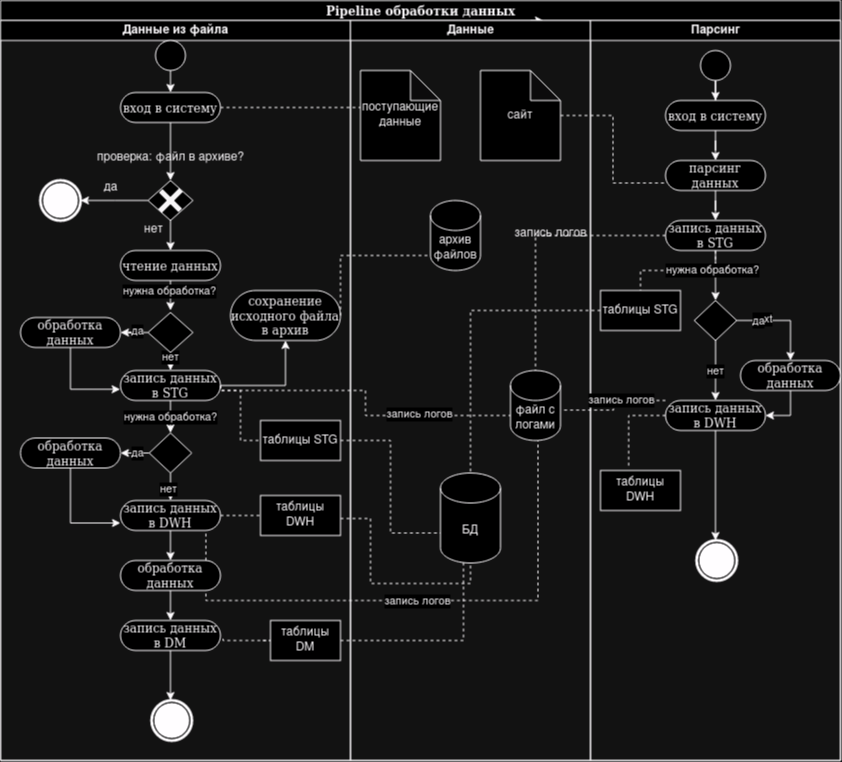 Pipeline обработки данных
Данные из файла
Данные
Парсинг
вход в систему
поступающие
данные
сайт
вход в систему
проверка: файл в архиве?
да
нет
парсинг
данных
архив
файлов
запись логов
запись данных
в STG
чтение данных
нужна обработка?
нужна обработка?
сохранение
исходного файла
в архив
таблицы STG
обработка
данных
да
нет
даxt
нет
обработка
данных
запись данных
в STG
запись логов
файл с
логами
запись логов
запись данных
в DWH
нужна обработка?
таблицы STG
обработка
данных
да
нет
таблицы
DWH
запись данных
в DWH
таблицы
DWH
БД
обработка
данных
запись логов
запись данных
в DM
таблицы
DM